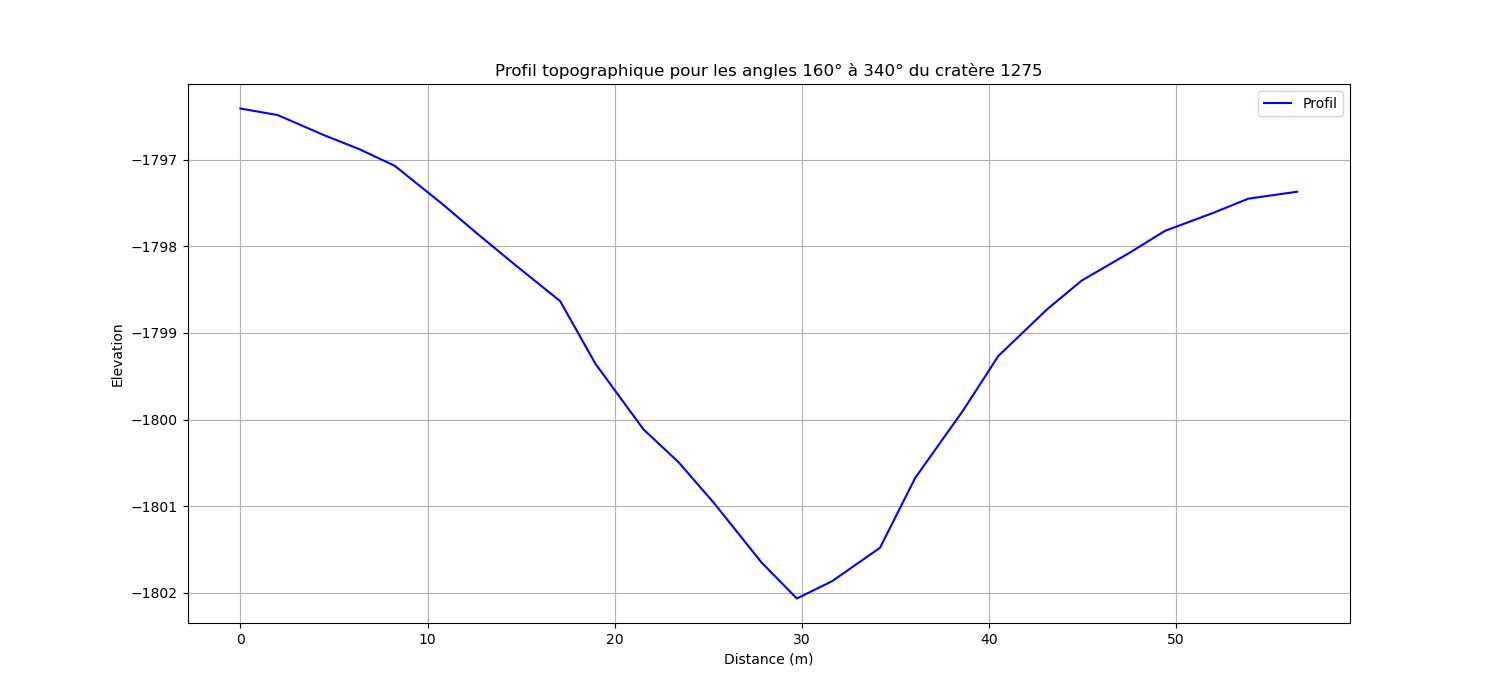 Profil topographique pour les angles 160° à 340° du cratère 1275
Profil
−1797
−1798
−1799
−1800
−1801
−1802
Elevation
0 10 20 30 40 50
Distance (m)